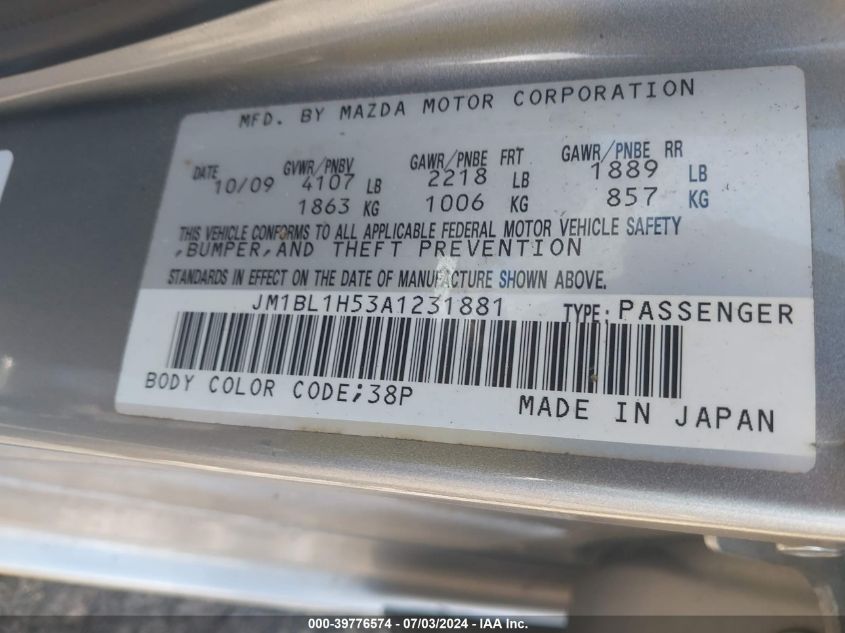 MFD. BY MAZDA MOTOR CORPORATION
DATE GVWR/PNBV GAWR/PNBE FRT GAWR/PNBE RR
10/09 4107 LB 2218 LB 1889 LB
1863 KG 1006 KG 857 KG
THIS VEHICLE CONFORMS TO ALL APPLICABLE FEDERAL MOTOR VEHICLE SAFETY
,BUMPER,AND THEFT PREVENTION
STANDARDS IN EFFECT ON THE DATE OF MANUFACTURE SHOWN ABOVE.
JM1BL1H53A1231881 TYPE: PASSENGER
BODY COLOR CODE;38P
MADE IN JAPAN
000-39776574 / 07/03/2024 - IAA Inc.